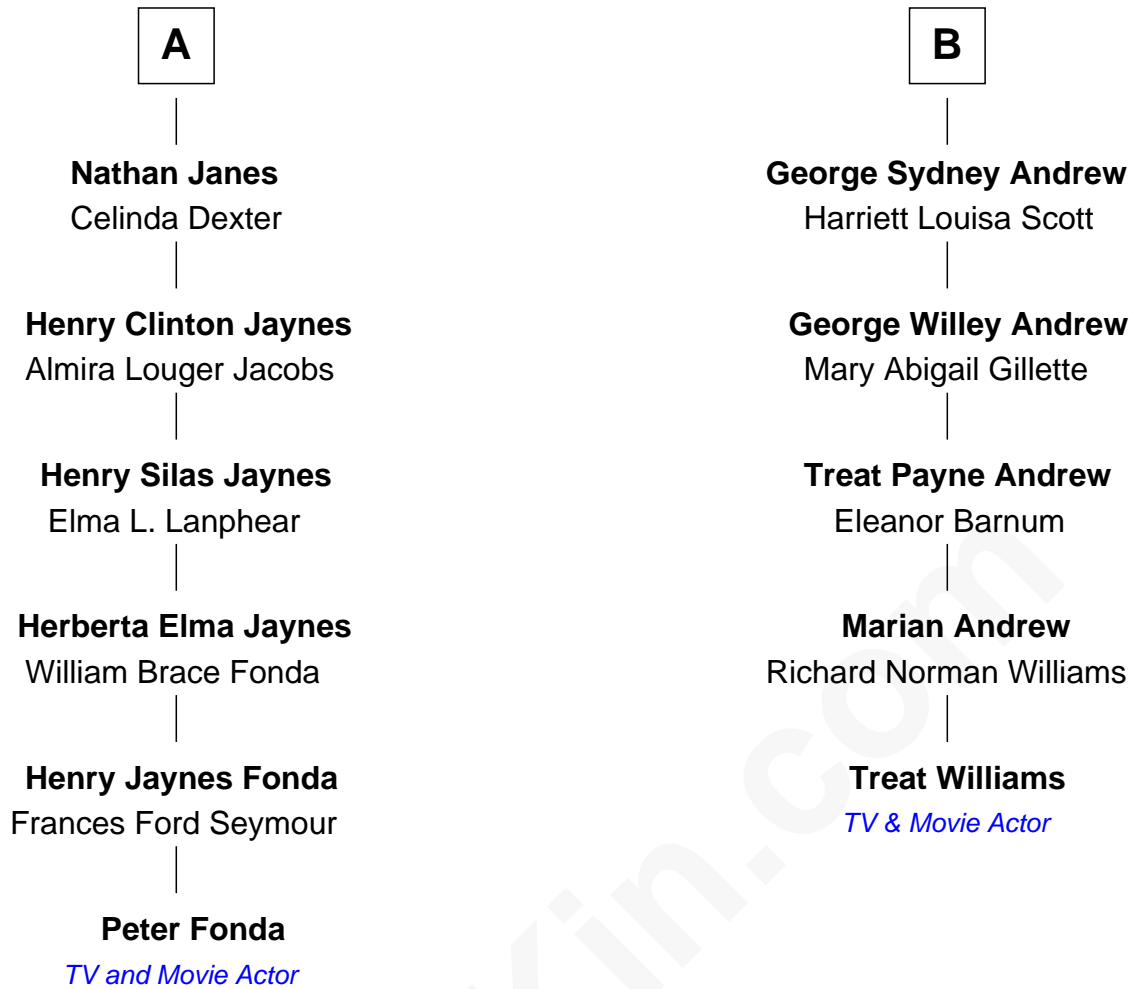 A
Nathan Janes
Celinda Dexter
Henry Clinton Jaynes
Almira Louger Jacobs
Henry Silas Jaynes
Elma L. Lanphear
Herberta Elma Jaynes
William Brace Fonda
Henry Jaynes Fonda
Frances Ford Seymour
Peter Fonda
TV and Movie Actor
B
George Sydney Andrew
Harriett Louisa Scott
George Willey Andrew
Mary Abigail Gillette
Treat Payne Andrew
Eleanor Barnum
Marian Andrew
Richard Norman Williams
Treat Williams
TV & Movie Actor
Kin.com